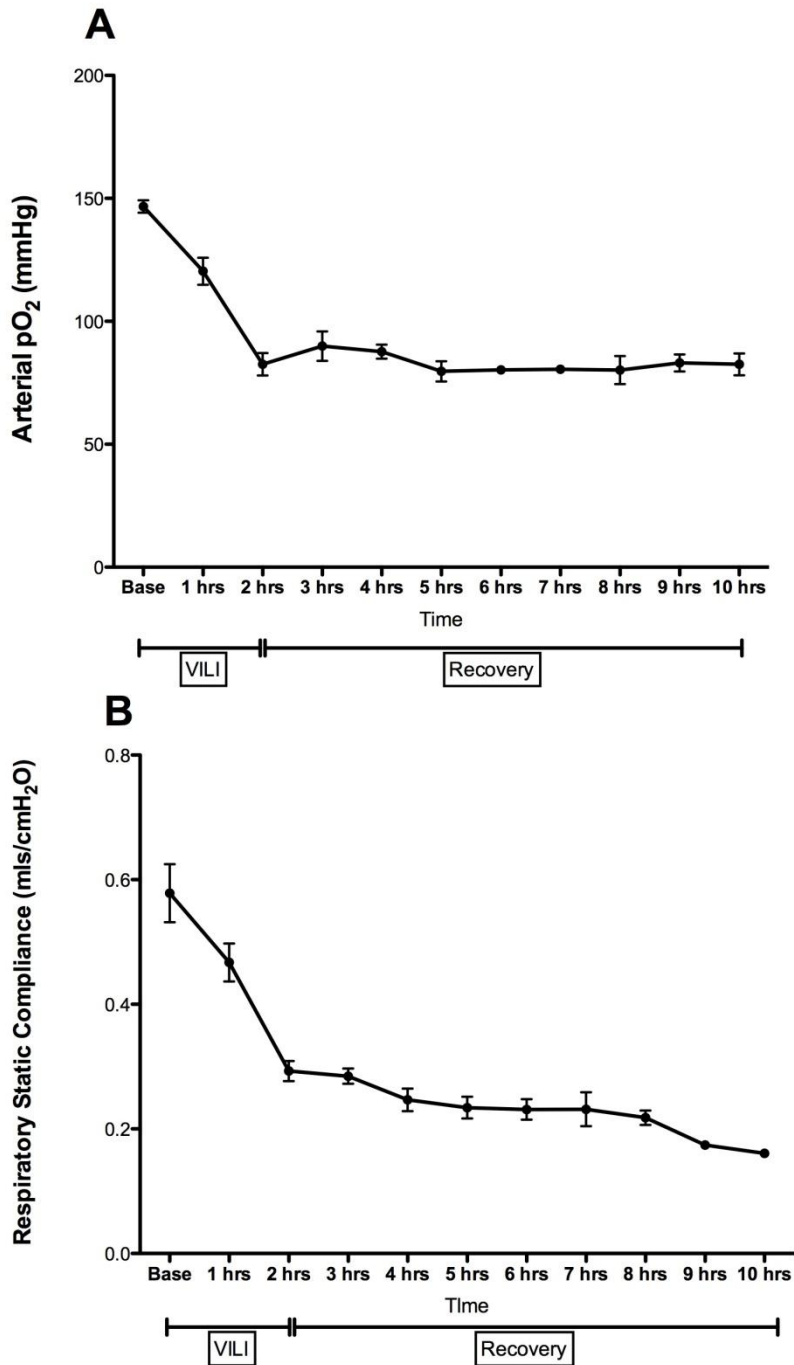 A
200
150
100
50
0
Arterial pO₂ (mmHg)
Base 1 hrs 2 hrs 3 hrs 4 hrs 5 hrs 6 hrs 7 hrs 8 hrs 9 hrs 10 hrs
Time
VILI Recovery
B
0.8
0.6
0.4
0.2
0.0
Respiratory Static Compliance (mls/cmH₂O)
Base 1 hrs 2 hrs 3 hrs 4 hrs 5 hrs 6 hrs 7 hrs 8 hrs 9 hrs 10 hrs
TIme
VILI Recovery